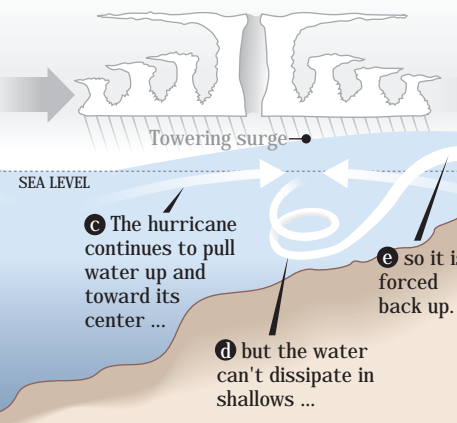 Towering surge
SEA LEVEL
c The hurricane
continues to pull
water up and
toward its
center ...
d but the water
can't dissipate in
shallows ...
e so it is
forced
back up.